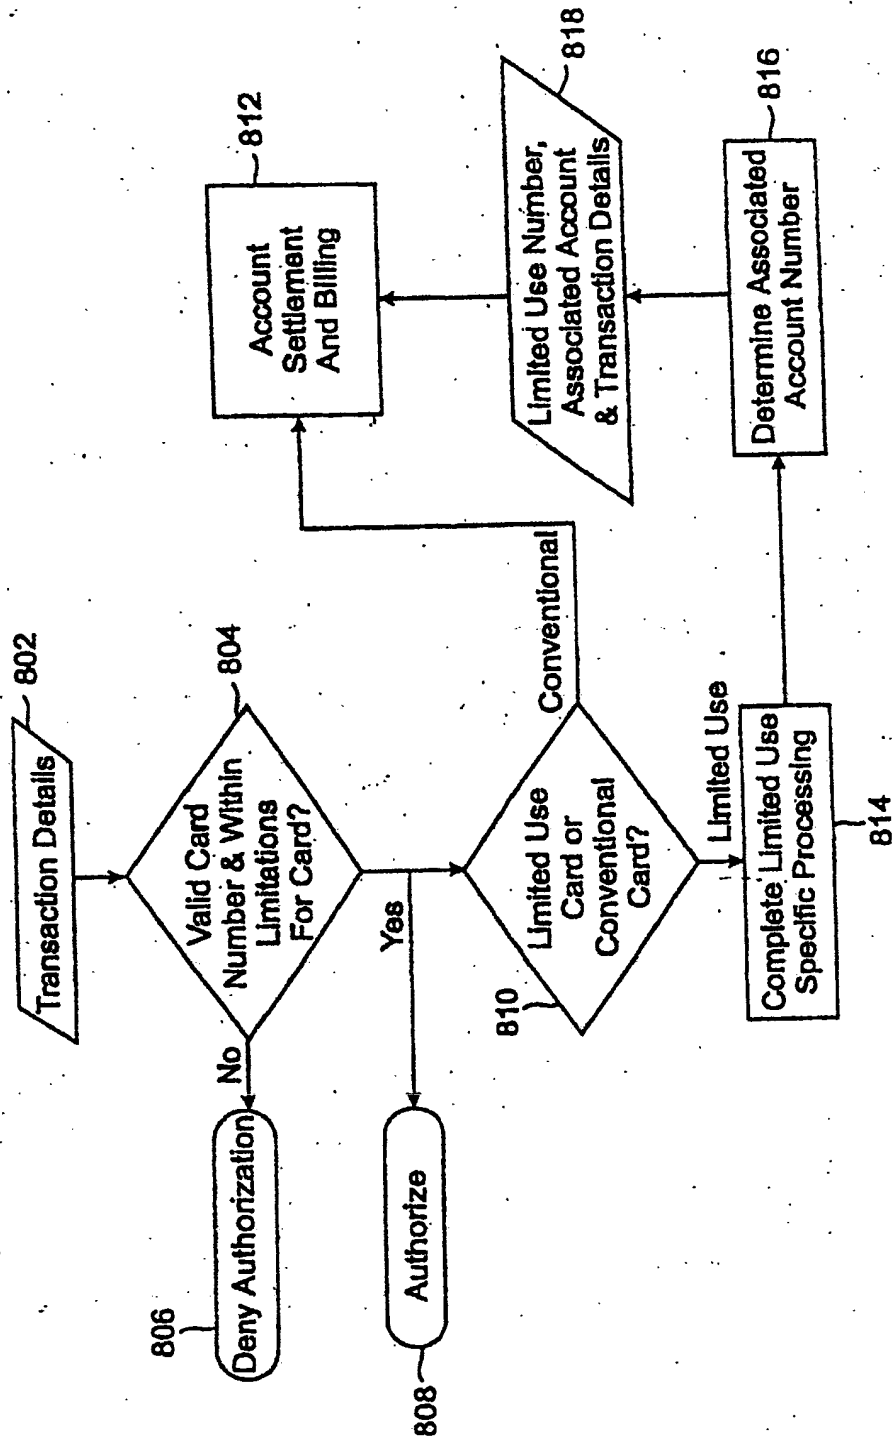 802
Transaction Details
804
Valid Card
Number & Within
Limitations
For Card?
No
806
Deny Authorization
Yes
808
Authorize
810
Limited Use
Card or
Conventional
Card?
Conventional
812
Account
Settlement
And Billing
Limited Use
Complete Limited Use
Specific Processing
814
Determine Associated
Account Number
816
Limited Use Number,
Associated Account
& Transaction Details
818